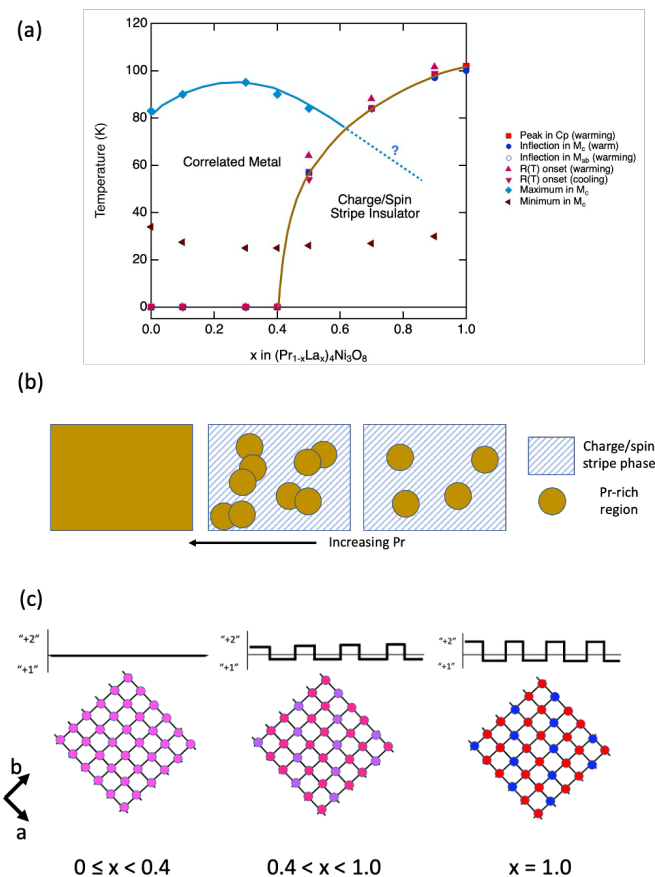 (a)
120
100
80
60
40
20
0
Temperature (K)
0.0 0.2 0.4 0.6 0.8 1.0
x in (Pr1-xLax)4Ni3O8
Correlated Metal
?
Charge/Spin
Stripe Insulator
Peak in Cp (warming)
Inflection in Mc (warm)
Inflection in Mab (warming)
R(T) onset (warming)
R(T) onset (cooling)
Maximum in Mc
Minimum in Mc
(b)
Charge/spin
stripe phase
Pr-rich
region
Increasing Pr
(c)
“+2” “+2” “+2”
“+1” “+1” “+1”
b
a
0 ≤ x < 0.4 0.4 < x < 1.0 x = 1.0